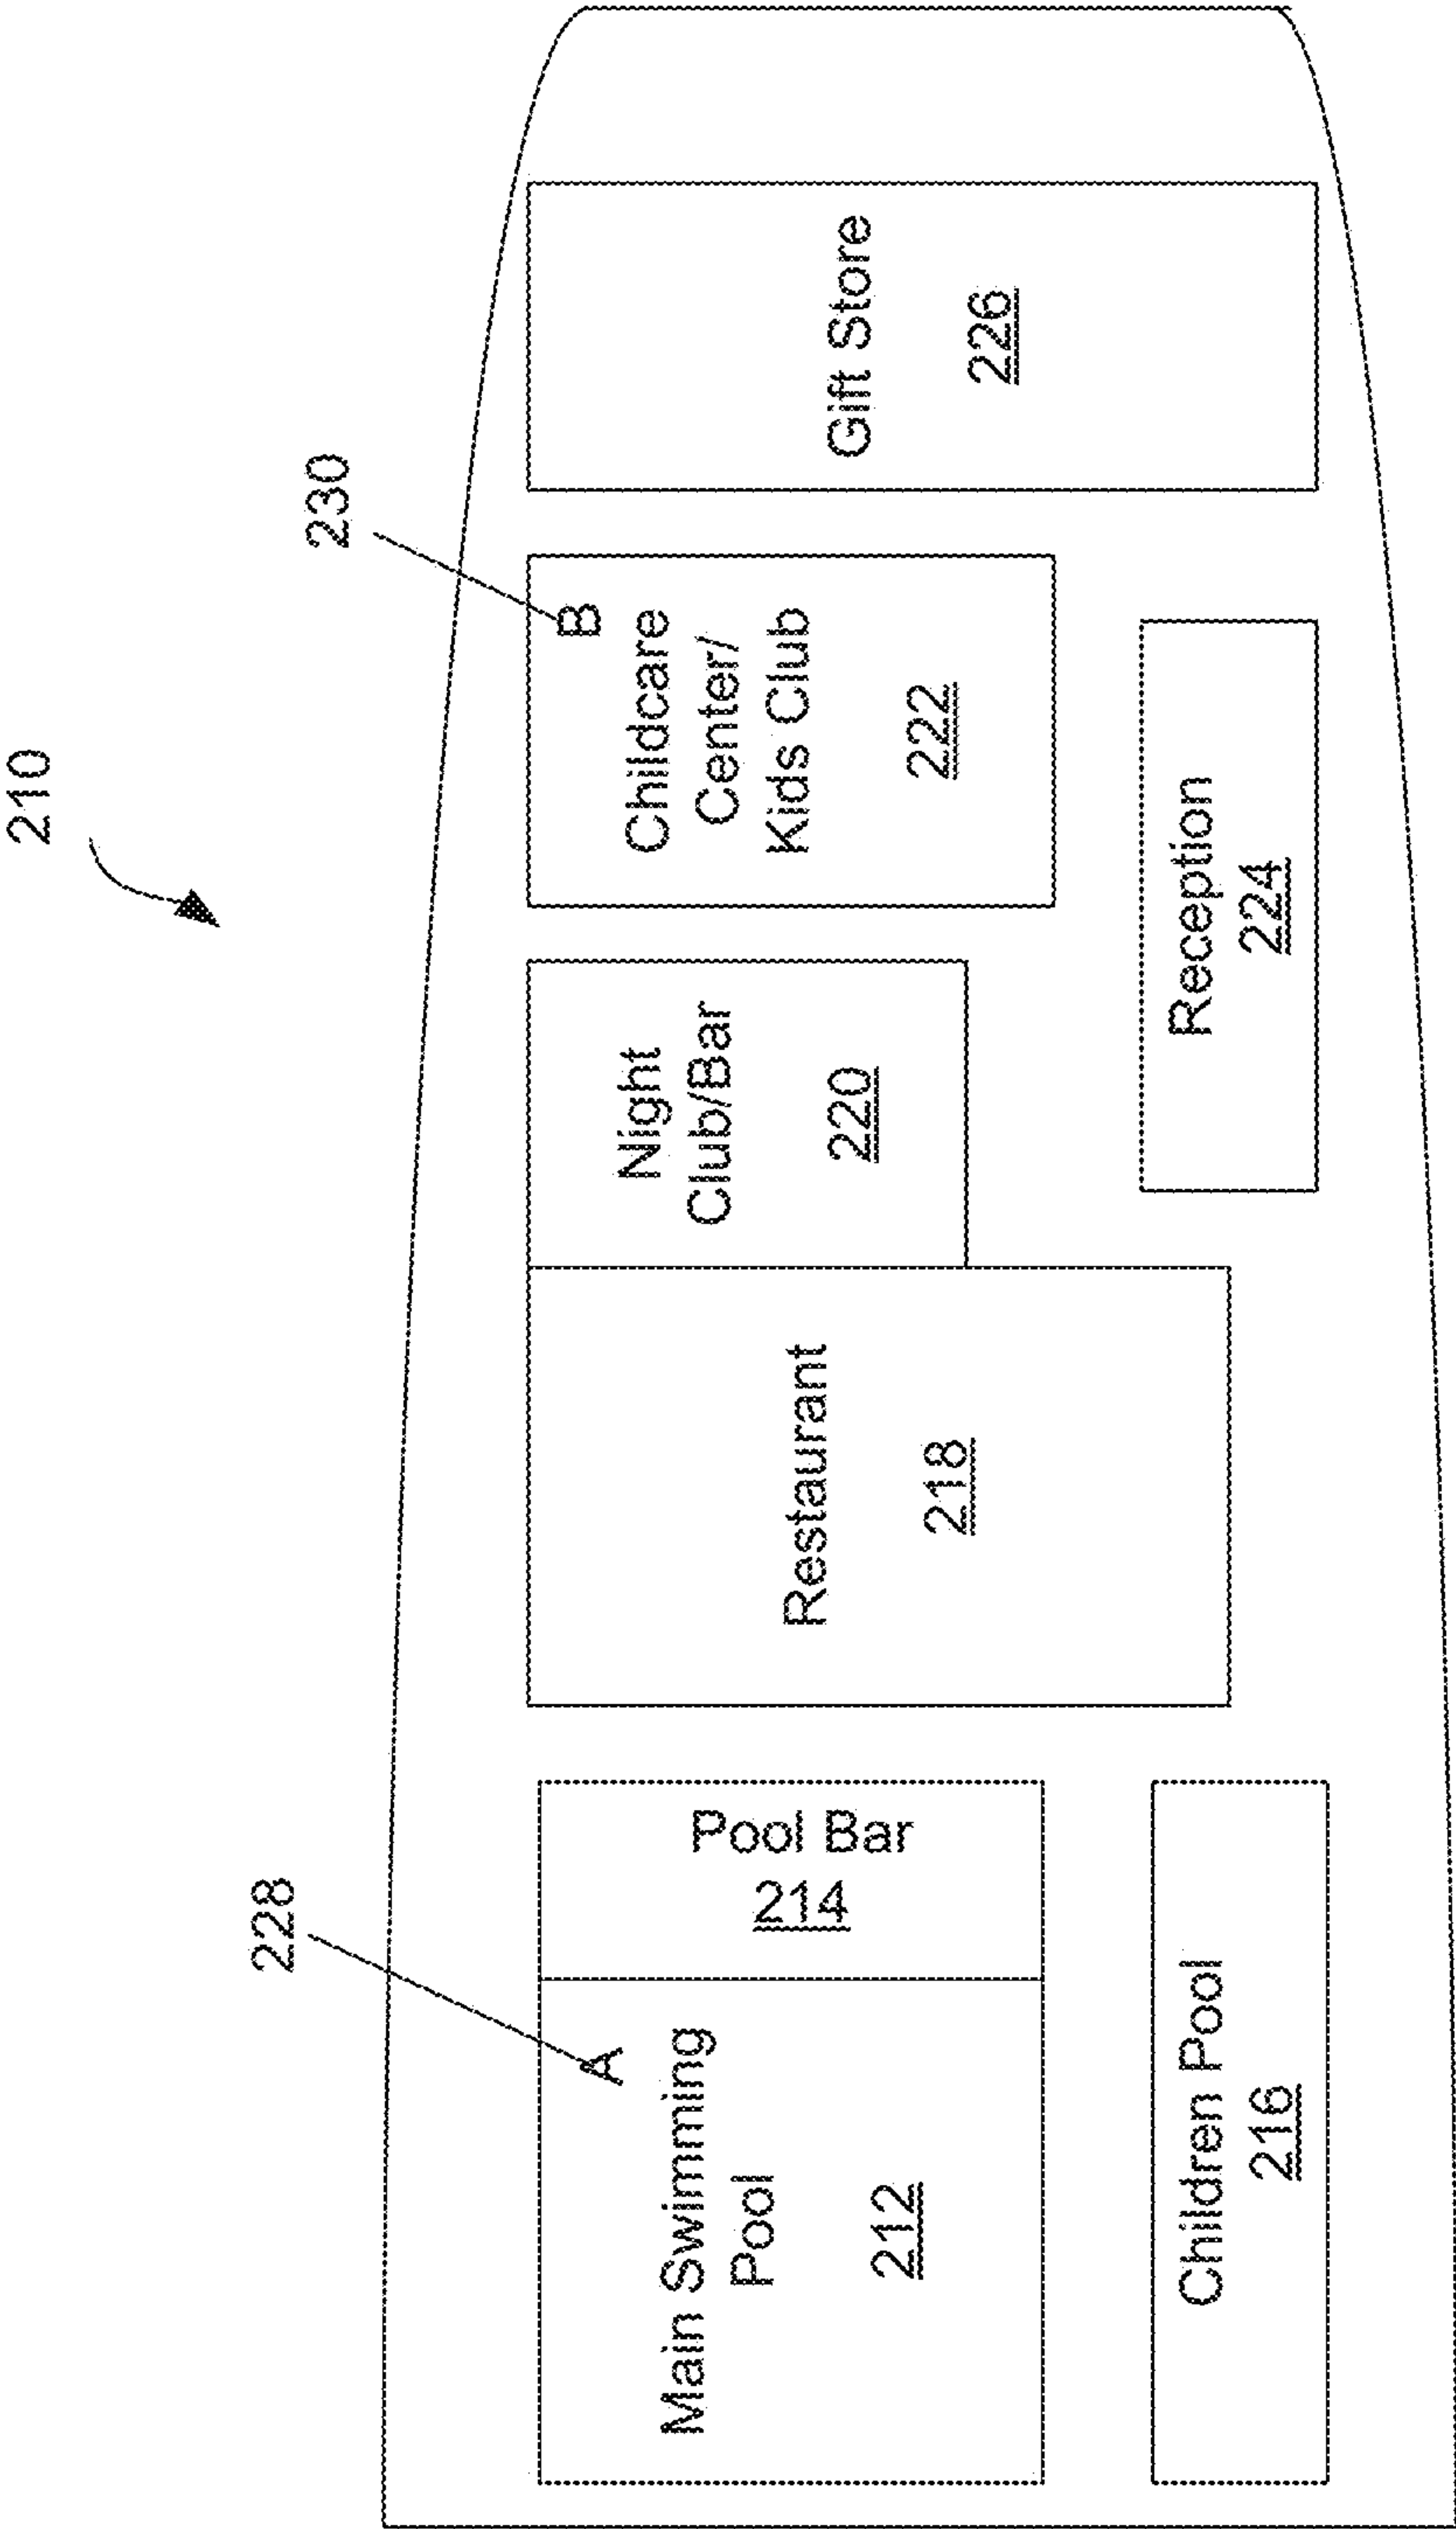 210
228
230
A
Main Swimming
Pool
212
Pool Bar
214
Children Pool
216
Restaurant
218
Night
Club/Bar
220
B
Childcare
Center/
Kids Club
222
Reception
224
Gift Store
226